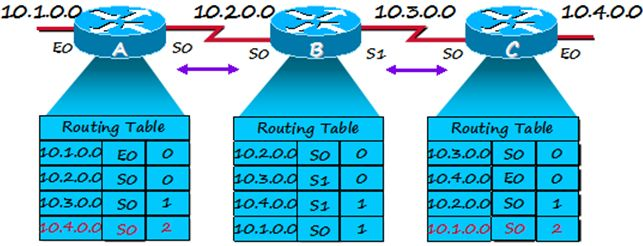 10.1.0.0 10.2.0.0 10.3.0.0 10.4.0.0
E0 A S0 S0 B S1 S0 C E0
Routing Table
10.1.0.0 E0 0
10.2.0.0 S0 0
10.3.0.0 S0 1
10.4.0.0 S0 2
Routing Table
10.2.0.0 S0 0
10.3.0.0 S1 0
10.4.0.0 S1 1
10.1.0.0 S0 1
Routing Table
10.3.0.0 S0 0
10.4.0.0 E0 0
10.2.0.0 S0 1
10.1.0.0 S0 2